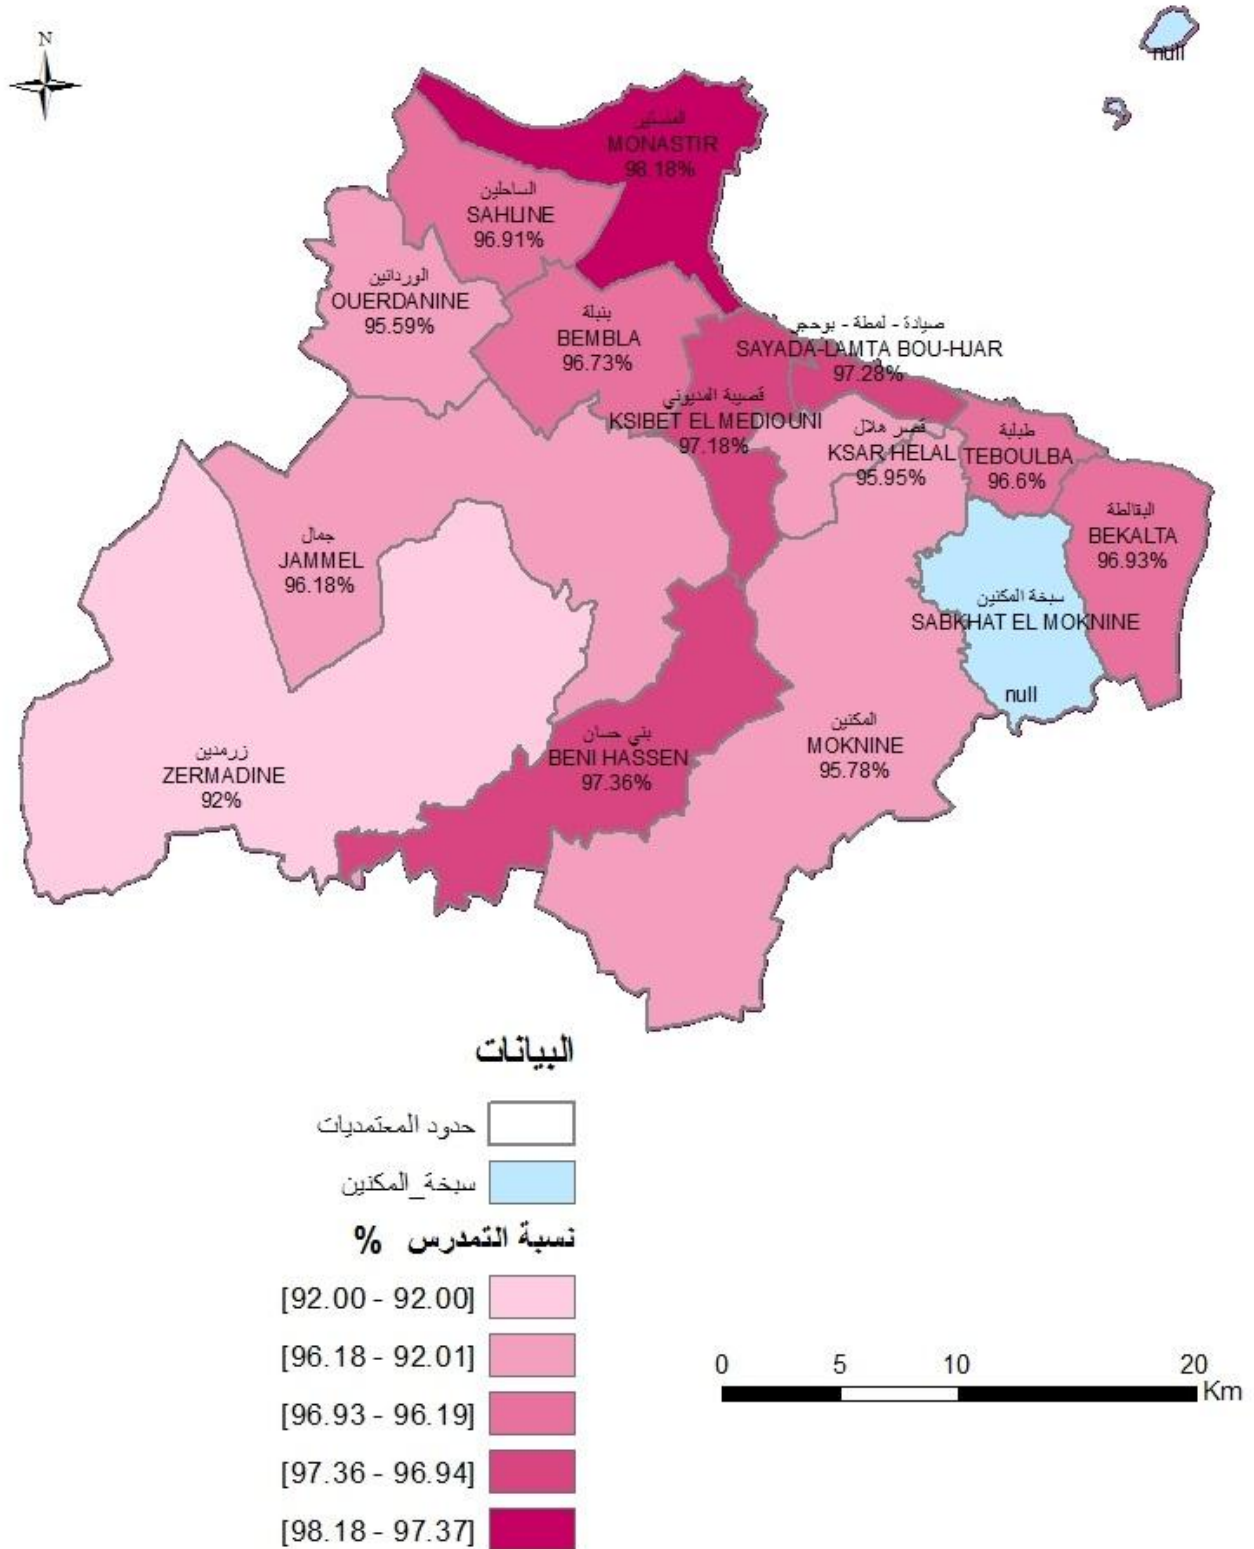 N
null
المنستير
MONASTIR
98.18%
الساحلين
SAHLINE
96.91%
الوردانين
OUERDANINE
95.59%
بنبلة
BEMBLA
96.73%
صيادة - لمطة - بوحجر
SAYADA-LAMTA BOU-HJAR
97.28%
قصيبة المديوني
KSIBET EL MEDIOUNI
97.18%
قصر هلال
KSAR HELAL
95.95%
طبلبة
TEBOULBA
96.6%
البقالطة
BEKALTA
96.93%
جمال
JAMMEL
96.18%
سبخة المكنين
SABKHAT EL MOKNINE
null
زرمدين
ZERMADINE
92%
بني حسان
BENI HASSEN
97.36%
المكنين
MOKNINE
95.78%
البيانات
حدود المعتمديات
سبخة_المكنين
نسبة التمدرس %
[92.00 - 92.00]
[96.18 - 92.01]
[96.93 - 96.19]
[97.36 - 96.94]
[98.18 - 97.37]
0 5 10 20
Km